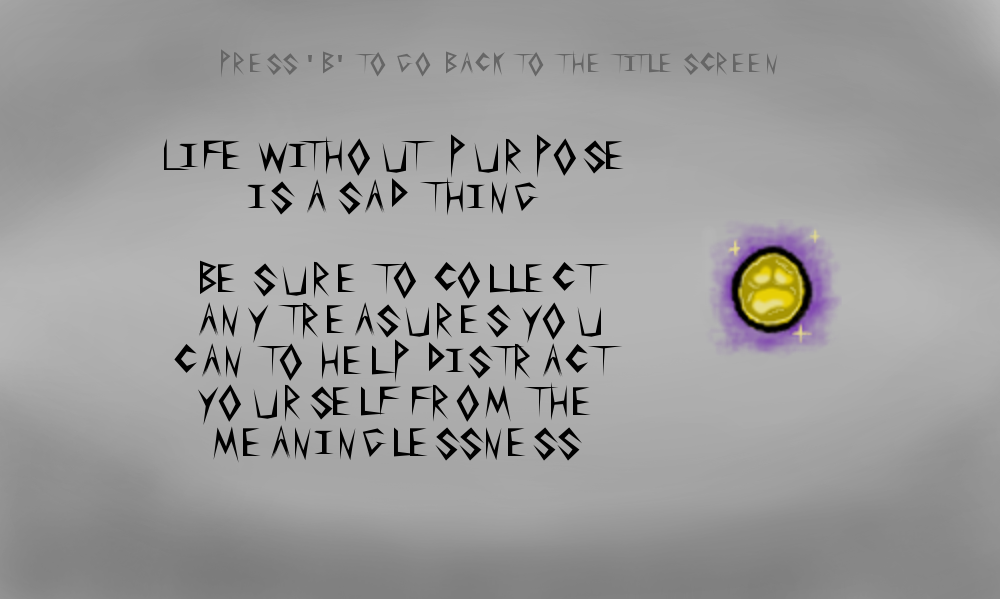 PRESS 'B' TO GO BACK TO THE TITLE SCREEN
LIFE WITHOUT PURPOSE
IS A SAD THING
BE SURE TO COLLECT
ANY TREASURES YOU
CAN TO HELP DISTRACT
YOURSELF FROM THE
MEANINGLESSNESS